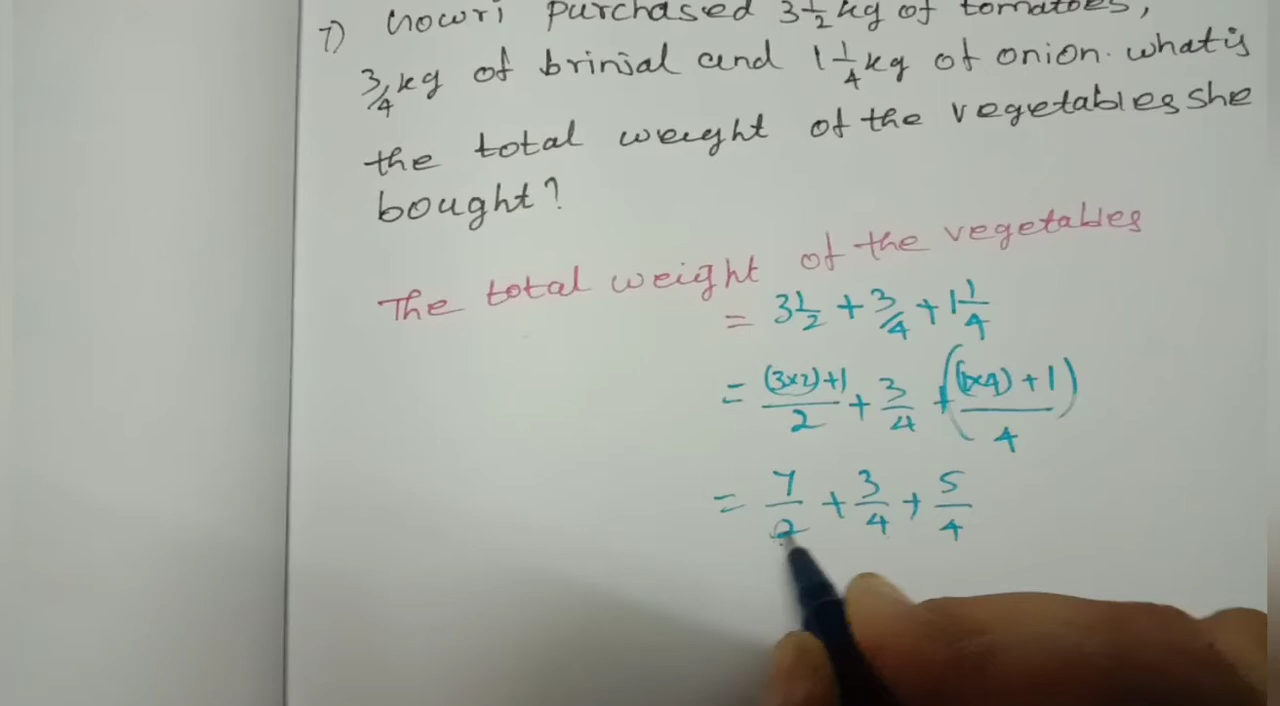 7) Gowri purchased 3 1/2 kg of tomatoes,
3/4 kg of brinjal and 1 1/4 kg of onion. what is
the total weight of the vegetables she
bought?
The total weight of the vegetables
= 3 1/2 + 3/4 + 1 1/4
= (3×2)+1/2 + 3/4 + ((1×4)+1/4)
= 7/2 + 3/4 + 5/4